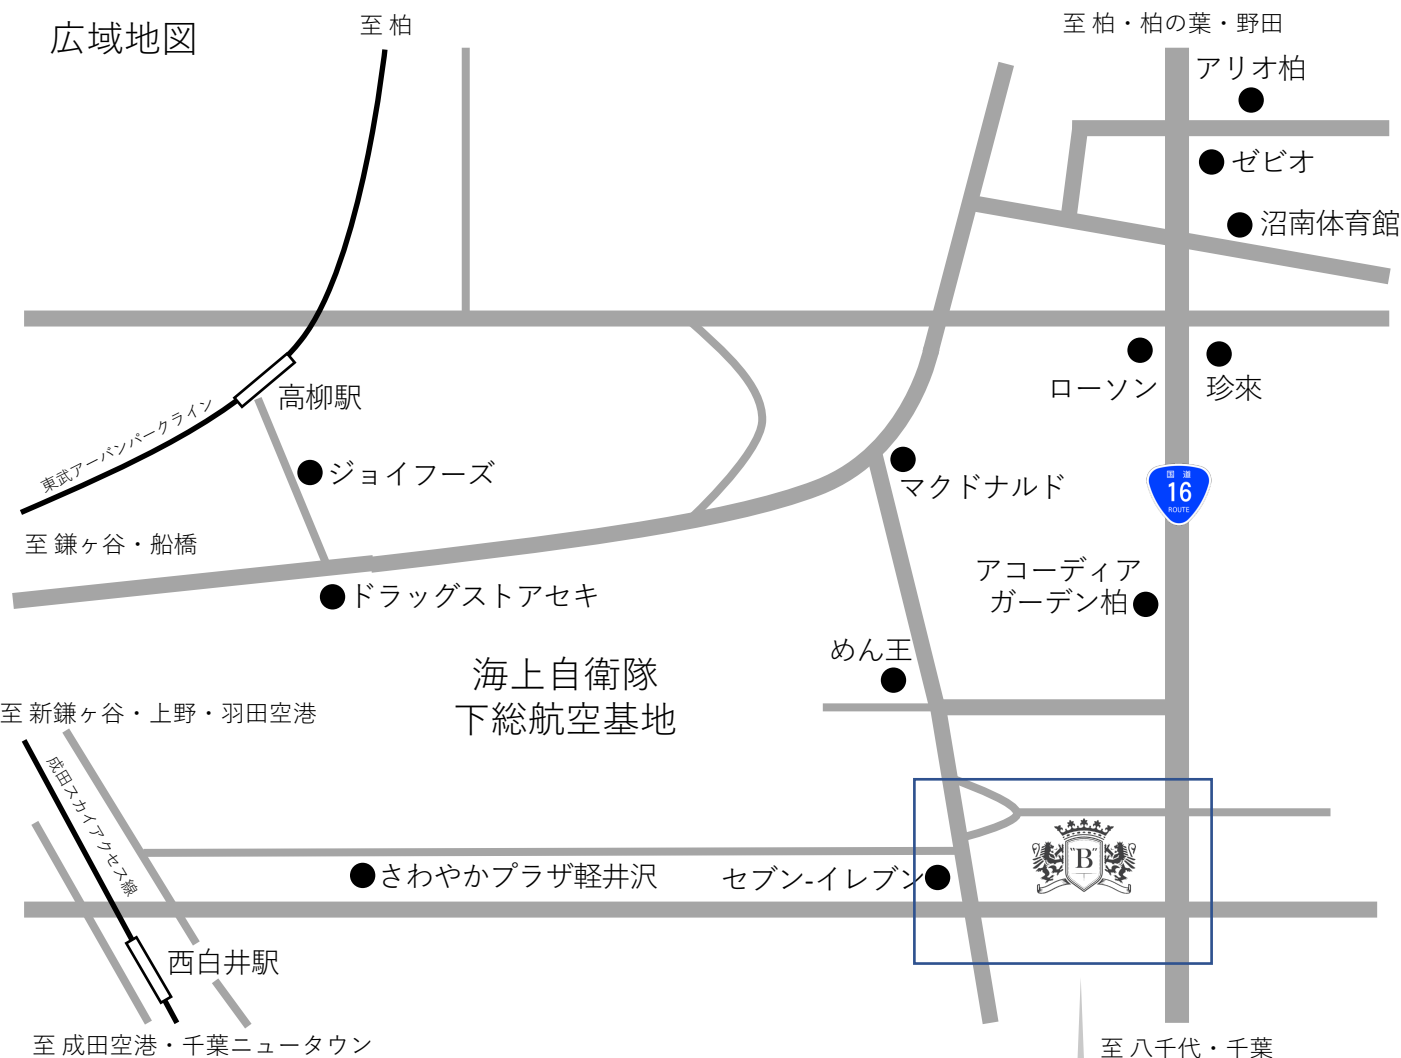 広域地図
至 柏
至 柏・柏の葉・野田
アリオ柏
ゼビオ
沼南体育館
ローソン
珍來
高柳駅
東武アーバンパークライン
ジョイフーズ
マクドナルド
国道
16
ROUTE
至 鎌ヶ谷・船橋
アコーディア
ガーデン柏
ドラッグストアセキ
めん王
海上自衛隊
下総航空基地
至 新鎌ヶ谷・上野・羽田空港
成田スカイアクセス線
"B"
さわやかプラザ軽井沢
セブン-イレブン
西白井駅
至 成田空港・千葉ニュータウン
至 八千代・千葉